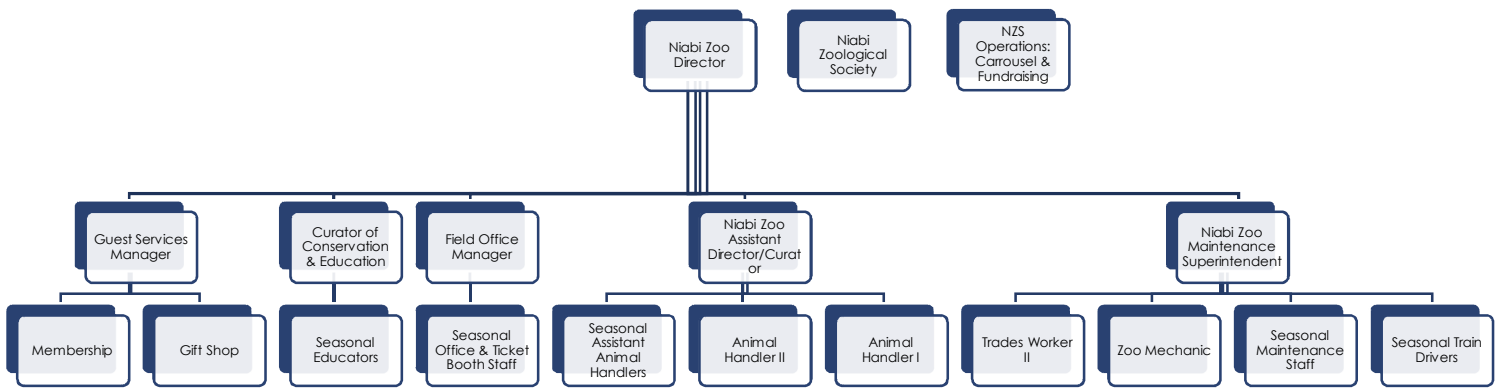 Niabi Zoo
Director
Niabi
Zoological
Society
NZS
Operations:
Carrousel &
Fundraising
Guest Services
Manager
Curator of
Conservation
& Education
Field Office
Manager
Niabi Zoo
Assistant
Director/Curat
or
Niabi Zoo
Maintenance
Superintendent
Membership
Gift Shop
Seasonal
Educators
Seasonal
Office & Ticket
Booth Staff
Seasonal
Assistant
Animal
Handlers
Animal
Handler II
Animal
Handler I
Trades Worker
II
Zoo Mechanic
Seasonal
Maintenance
Staff
Seasonal Train
Drivers